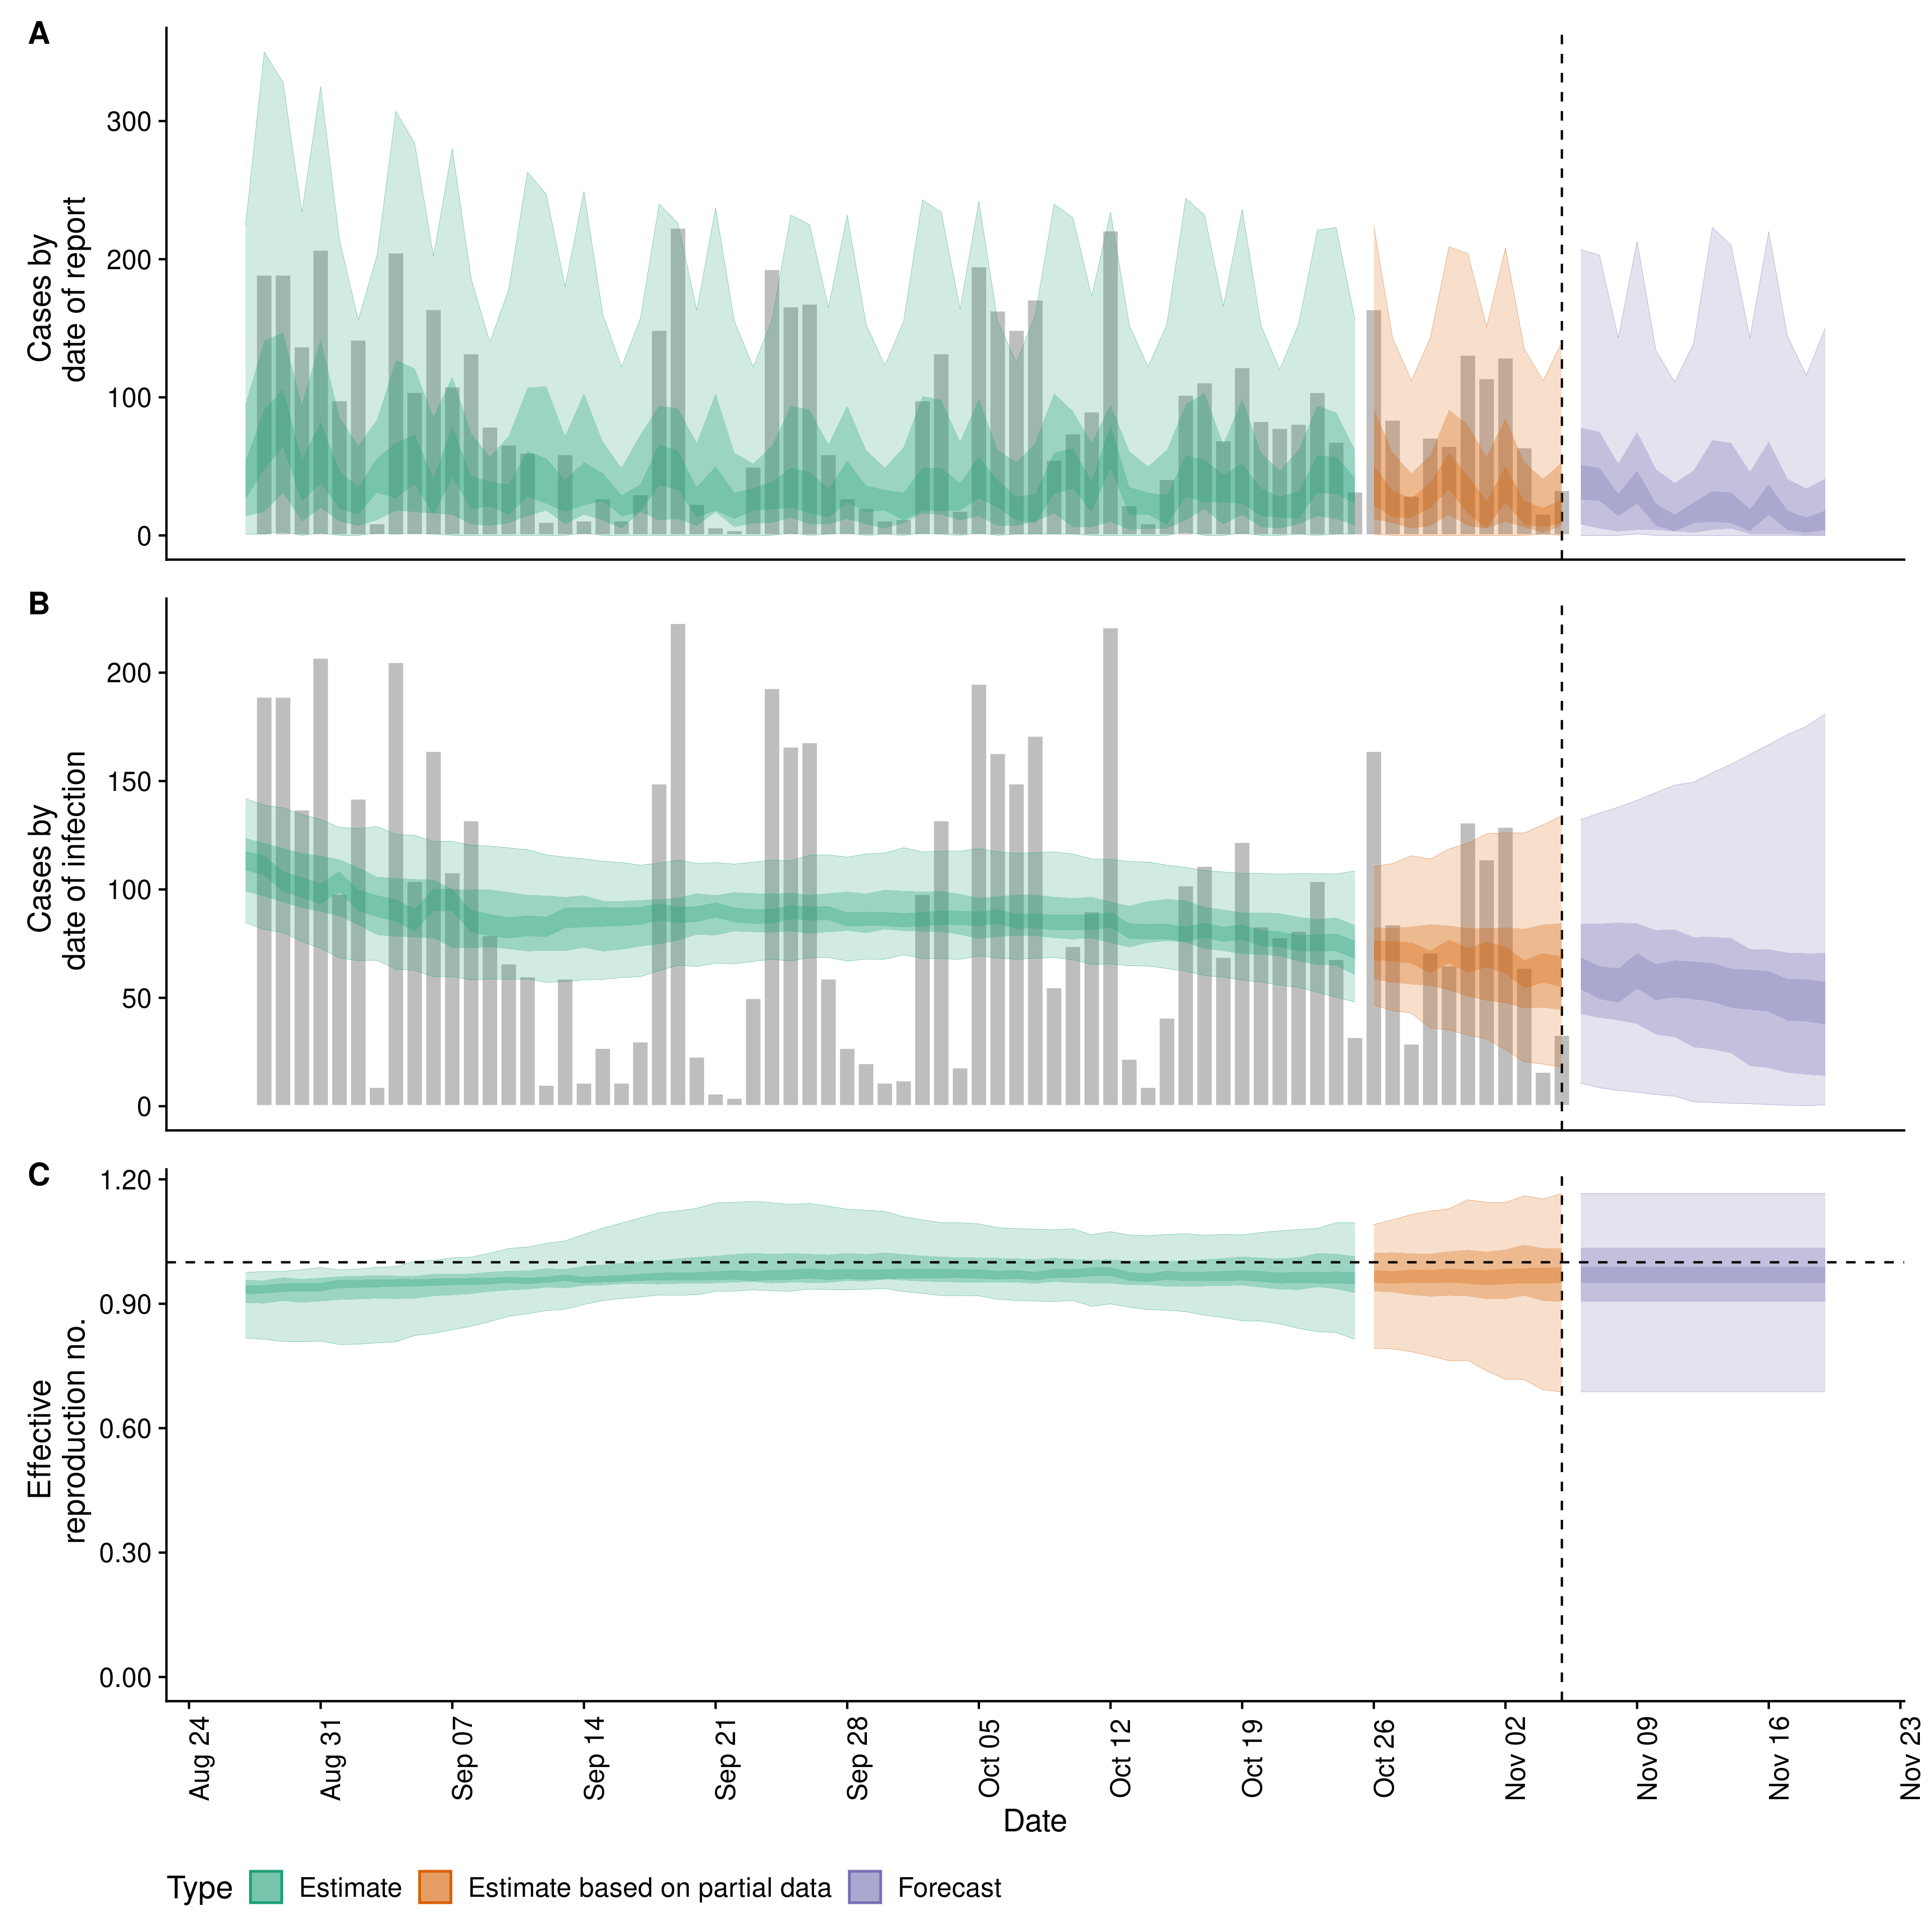 A
Cases by
date of report
300
200
100
0
B
Cases by
date of infection
200
150
100
50
0
C
Effective
reproduction no.
1.20
0.90
0.60
0.30
0.00
Aug 24
Aug 31
Sep 07
Sep 14
Sep 21
Sep 28
Oct 05
Oct 12
Oct 19
Oct 26
Nov 02
Nov 09
Nov 16
Nov 23
Date
Type Estimate Estimate based on partial data Forecast